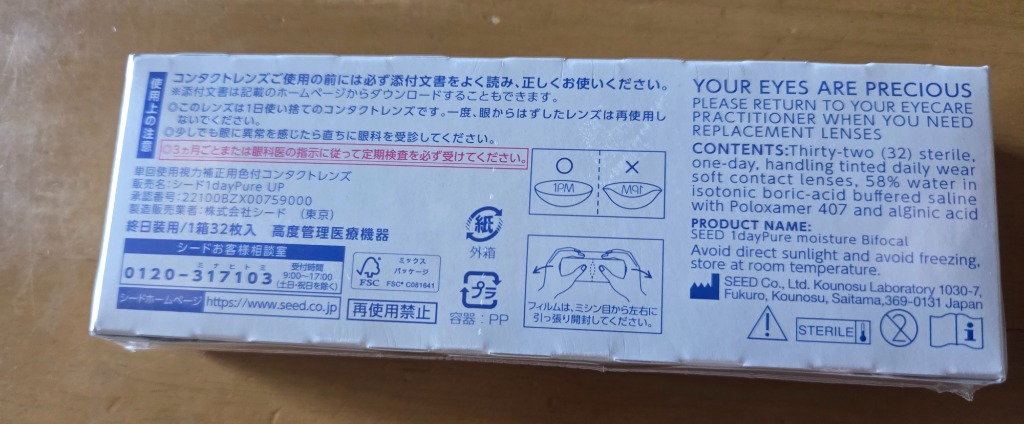 使用上の注意
コンタクトレンズご使用の前には必ず添付文書をよく読み、正しくお使いください。
※添付文書は記載のホームページからダウンロードすることもできます。
◎このレンズは1日使い捨てのコンタクトレンズです。一度、眼からはずしたレンズは再使用し
ないでください。
◎少しでも眼に異常を感じたら直ちに眼科を受診してください。
◎3ヵ月ごとまたは眼科医の指示に従って定期検査を必ず受けてください。
単回使用視力補正用色付コンタクトレンズ
販売名:シード1dayPure UP
承認番号:22100BZX00759000
製造販売業者:株式会社シード (東京)
終日装用/1箱32枚入 高度管理医療機器
シードお客様相談室
ミナヒトミ
0120-317103
受付時間
9:00~17:00
(土・日・祝日を除く)
シードホームページ https://www.seed.co.jp
FSC
ミックス
パッケージ
FSC® C081641
再使用禁止
紙
外箱
プラ
容器:PP
1PM
1PM
フィルムは、ミシン目から左右に
引っ張り開封してください。
YOUR EYES ARE PRECIOUS
PLEASE RETURN TO YOUR EYECARE
PRACTITIONER WHEN YOU NEED
REPLACEMENT LENSES
CONTENTS:Thirty-two (32) sterile,
one-day, handling tinted daily wear
soft contact lenses, 58% water in
isotonic boric-acid buffered saline
with Poloxamer 407 and alginic acid
PRODUCT NAME:
SEED 1dayPure moisture Bifocal
Avoid direct sunlight and avoid freezing,
store at room temperature.
SEED Co., Ltd. Kounosu Laboratory 1030-7,
Fukuro, Kounosu, Saitama,369-0131 Japan
STERILE
2
i